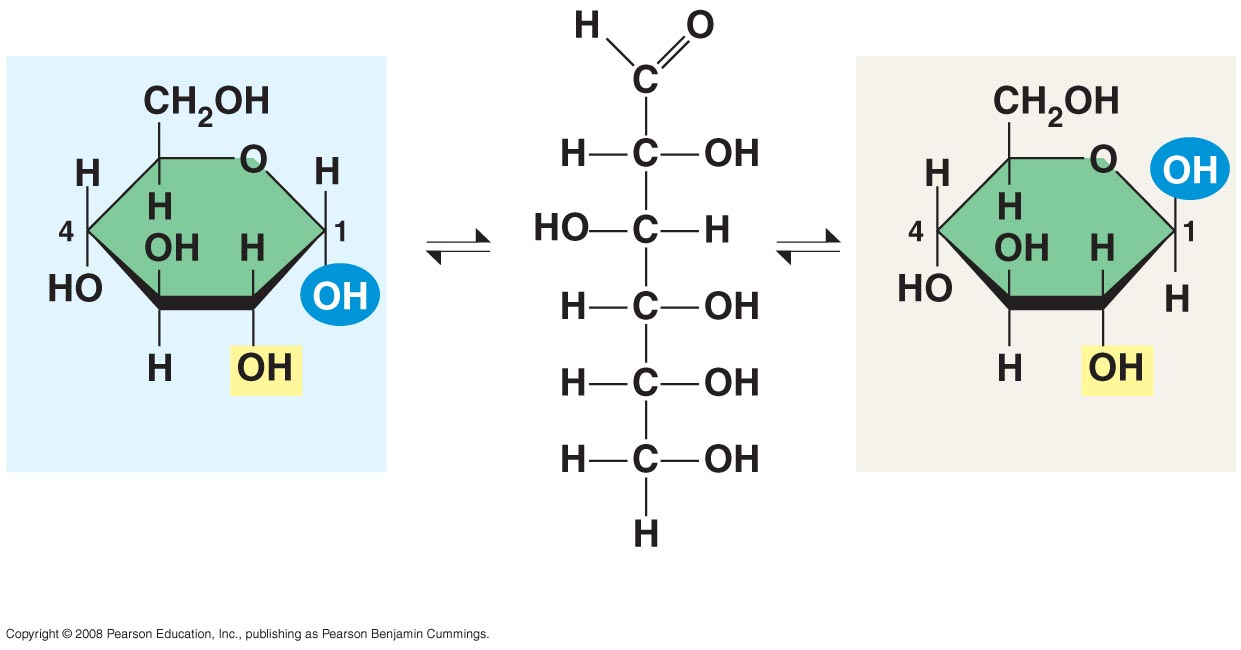 CH2OH
O
H
H
H
4
1
OH
H
HO
OH
H
OH
H
O
C
H C OH
HO C H
H C OH
H C OH
H C OH
H
CH2OH
O
OH
H
H
4
1
OH
H
HO
H
H
OH
Copyright © 2008 Pearson Education, Inc., publishing as Pearson Benjamin Cummings.